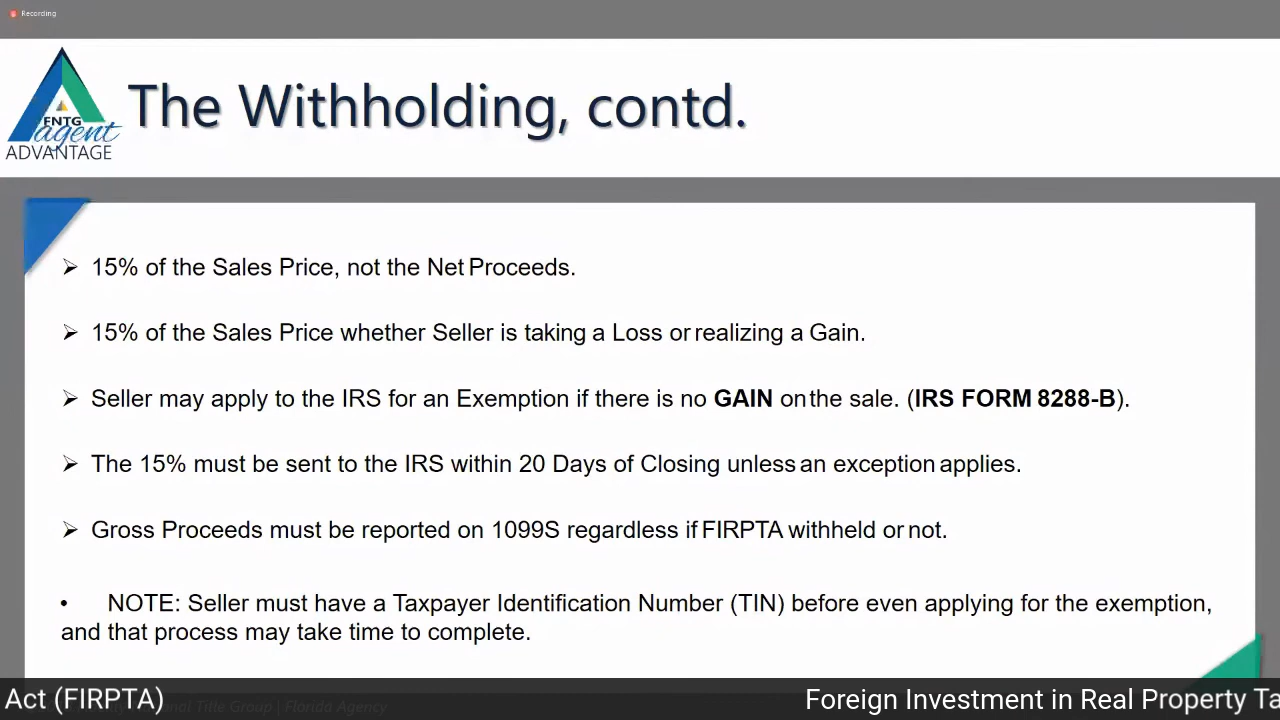 Recording
The Withholding, contd.
FNTG
agent
ADVANTAGE
15% of the Sales Price, not the Net Proceeds.
15% of the Sales Price whether Seller is taking a Loss or realizing a Gain.
Seller may apply to the IRS for an Exemption if there is no GAIN on the sale. (IRS FORM 8288-B).
The 15% must be sent to the IRS within 20 Days of Closing unless an exception applies.
Gross Proceeds must be reported on 1099S regardless if FIRPTA withheld or not.
• NOTE: Seller must have a Taxpayer Identification Number (TIN) before even applying for the exemption,
and that process may take time to complete.
Act (FIRPTA) Foreign Investment in Real Property Ta
Title Group | Florida Agency